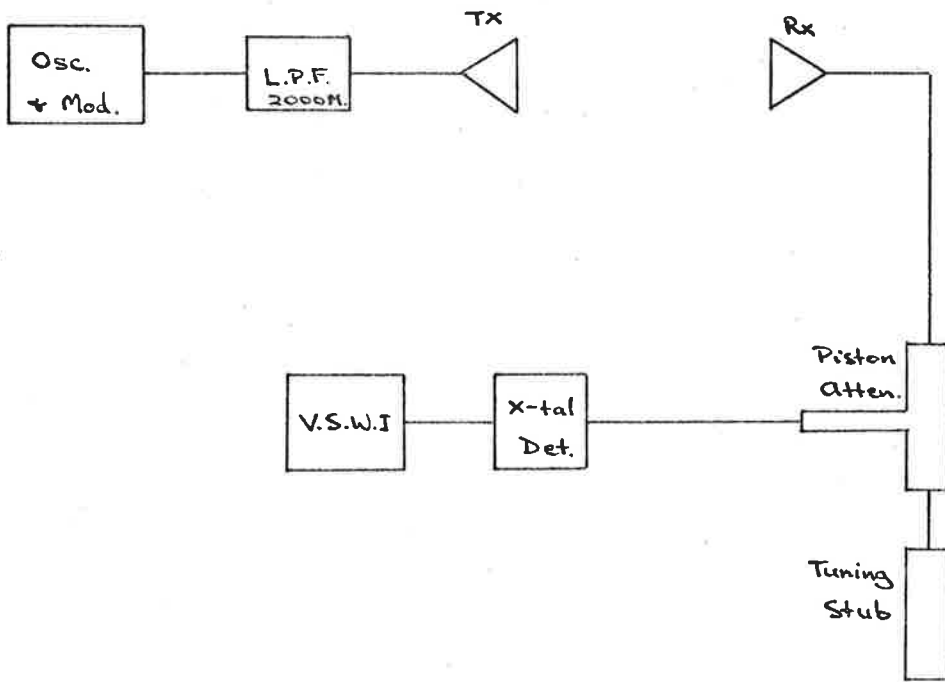 Osc.
& Mod.
L.P.F.
2000M.
TX
Rx
Piston
Atten.
V.S.W.I
X-tal
Det.
Tuning
Stub